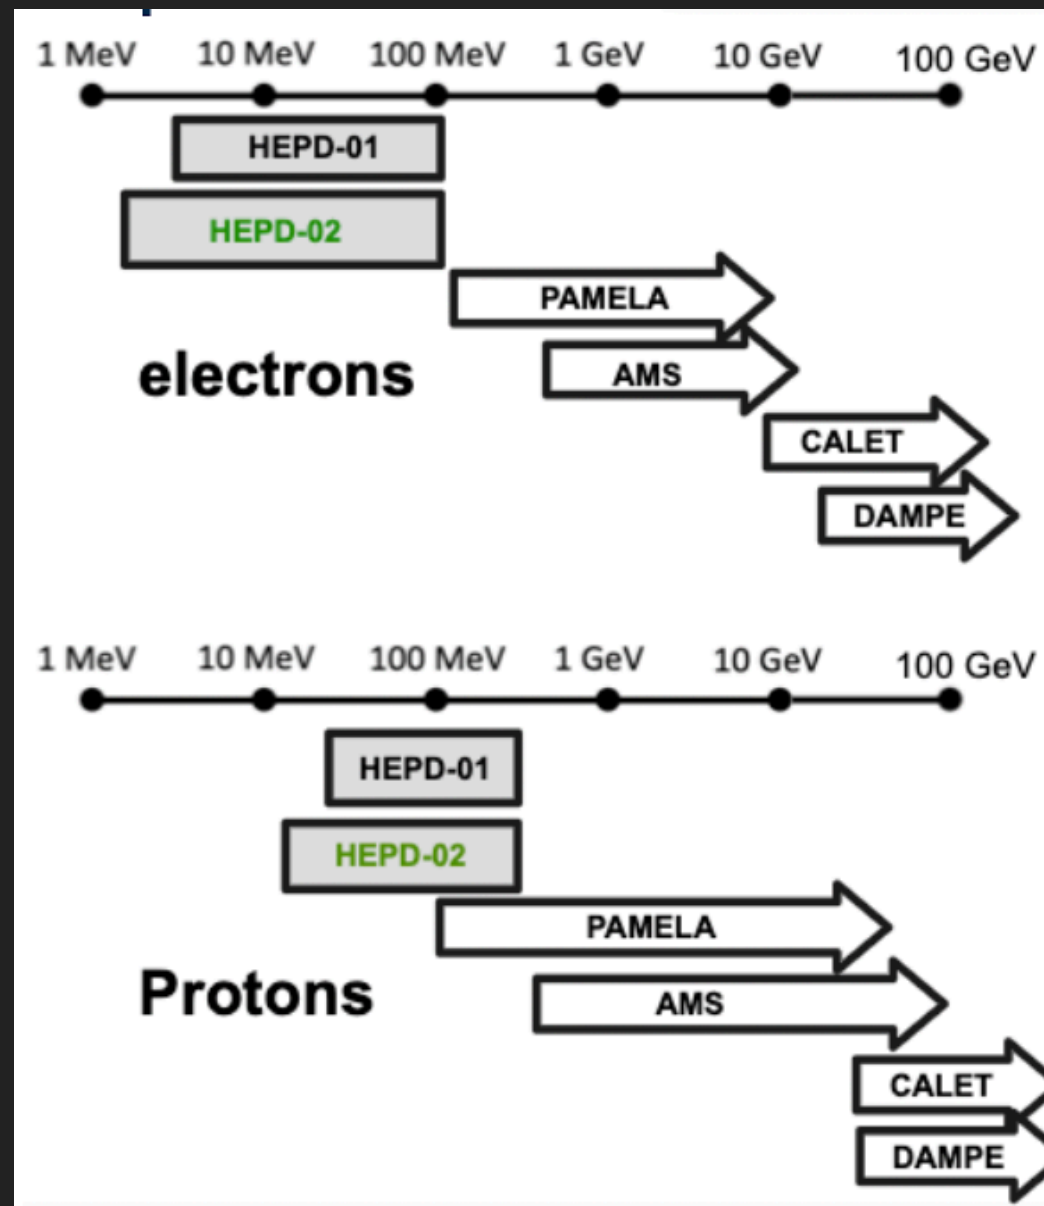 1 MeV 10 MeV 100 MeV 1 GeV 10 GeV 100 GeV
HEPD-01
HEPD-02
PAMELA
electrons
AMS
CALET
DAMPE
1 MeV 10 MeV 100 MeV 1 GeV 10 GeV 100 GeV
HEPD-01
HEPD-02
PAMELA
Protons
AMS
CALET
DAMPE